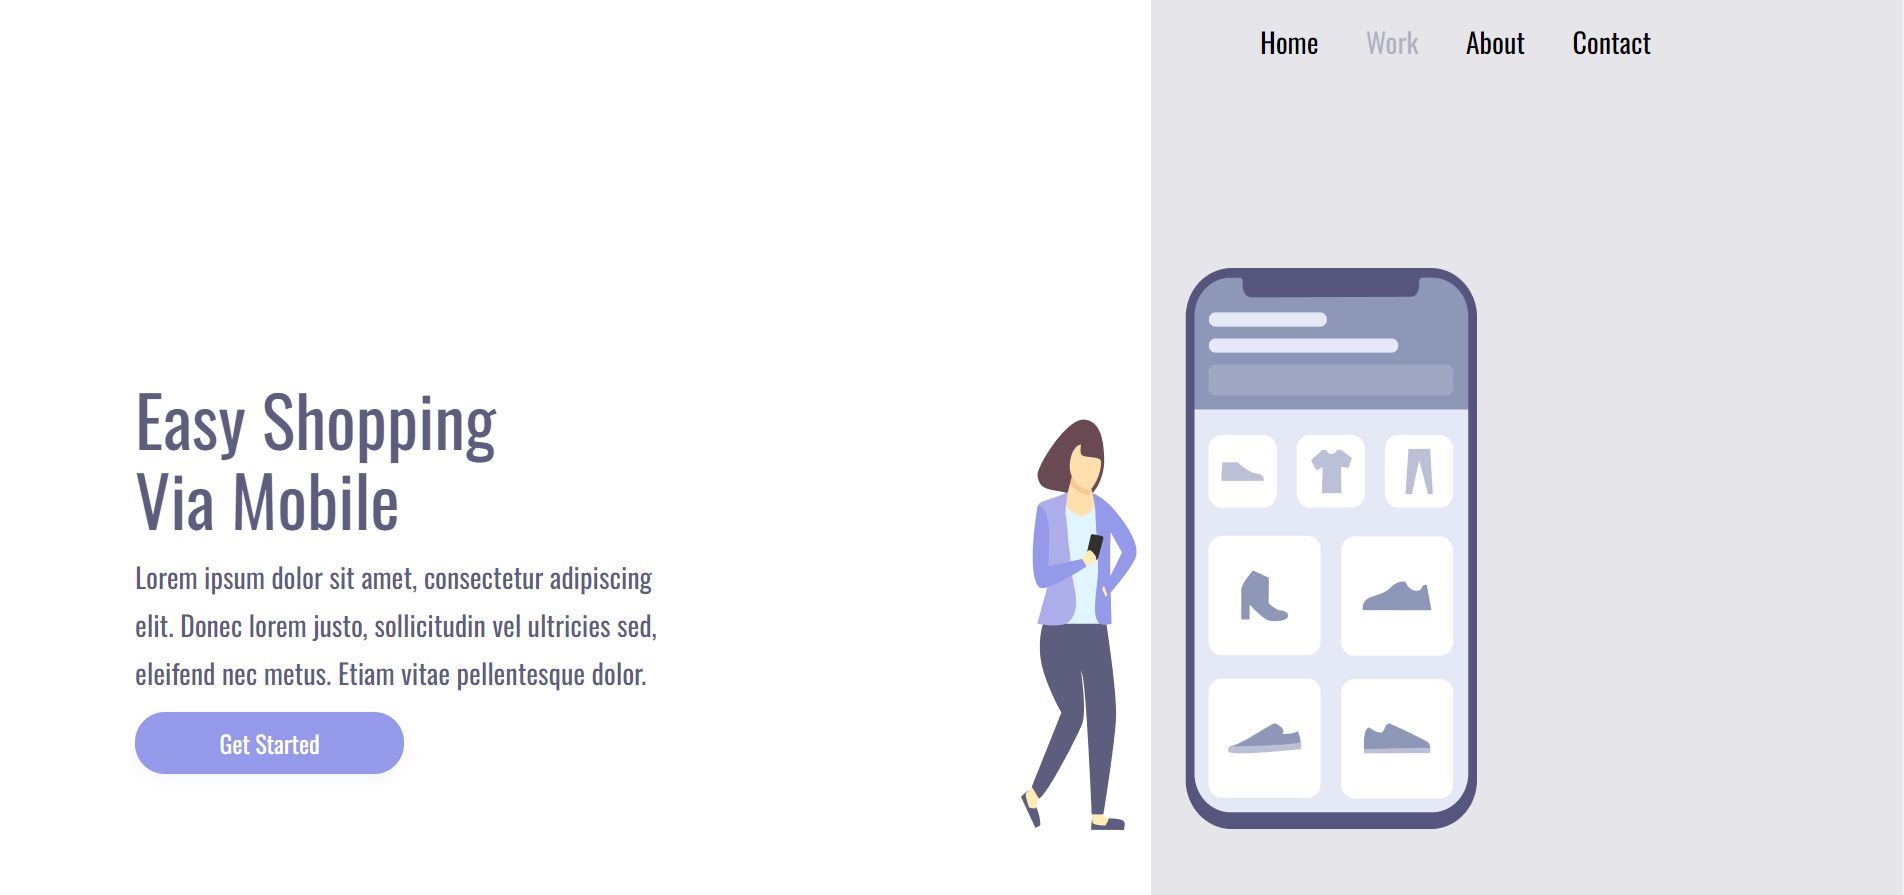 Home Work About Contact
Easy Shopping
Via Mobile
Lorem ipsum dolor sit amet, consectetur adipiscing
elit. Donec lorem justo, sollicitudin vel ultricies sed,
eleifend nec metus. Etiam vitae pellentesque dolor.
Get Started